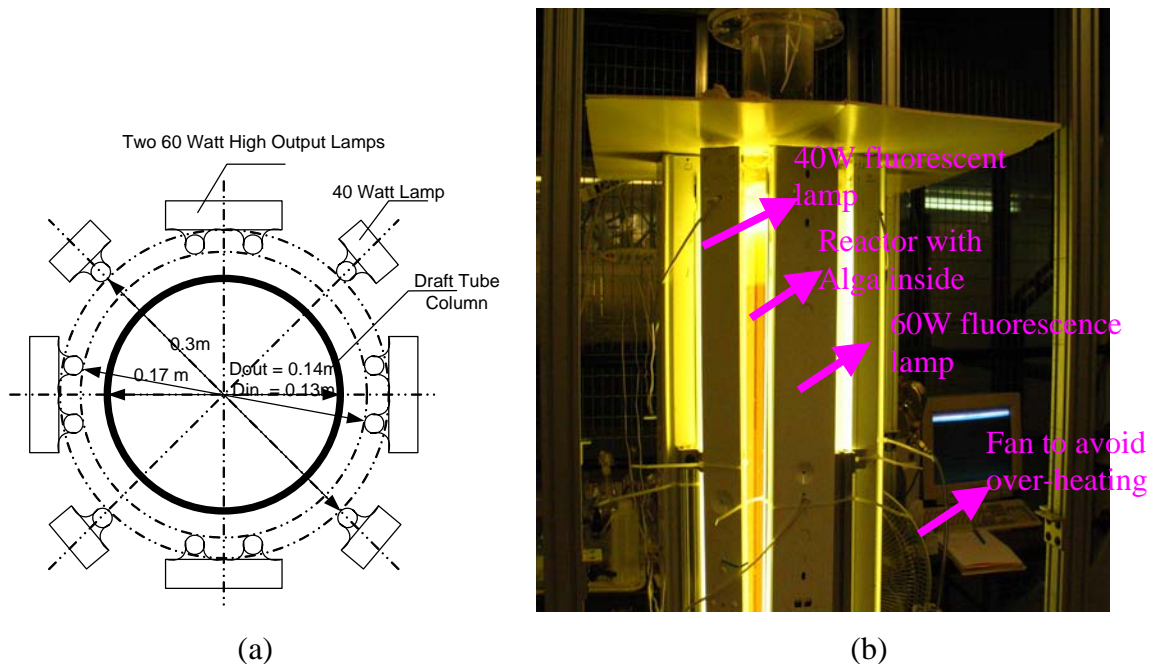 Two 60 Watt High Output Lamps
40 Watt Lamp
Draft Tube
Column
0.3m
0.17 m
Dout = 0.14m
Din = 0.13m
(a)
40W fluorescent
lamp
Reactor with
Alga inside
60W fluorescence
lamp
Fan to avoid
over-heating
(b)